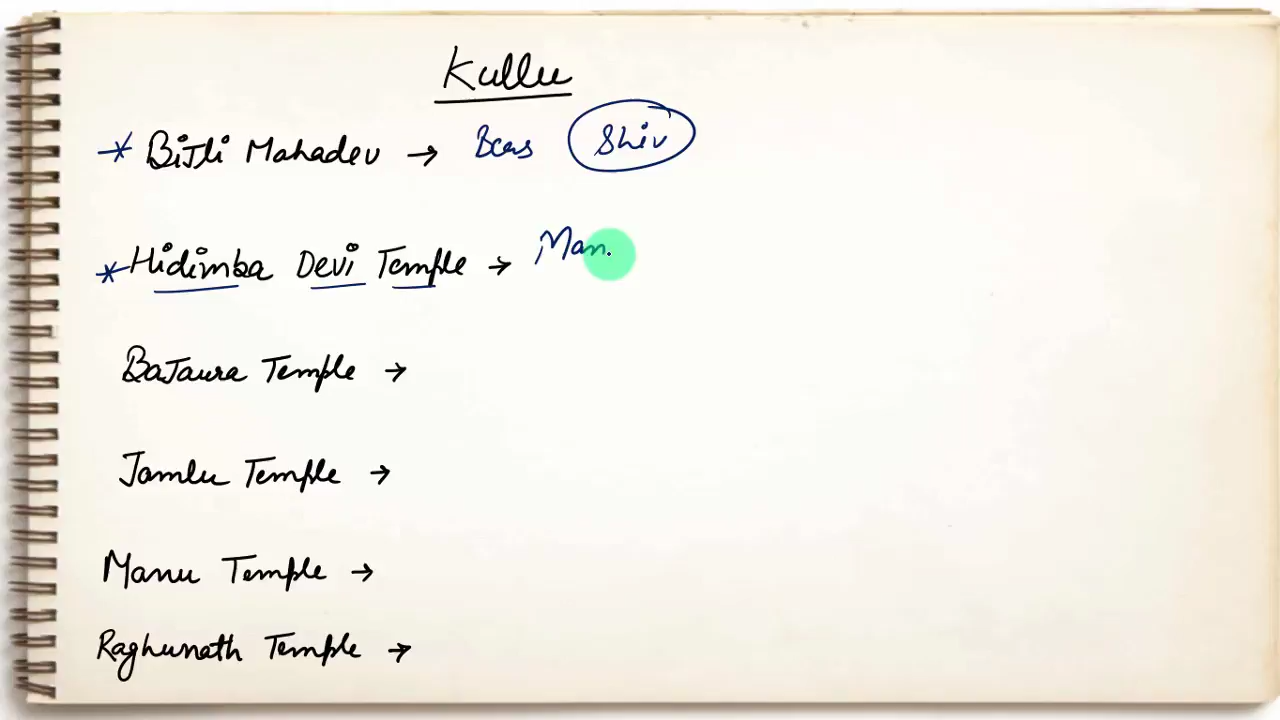 Kullu
* Bijli Mahadev → Beas Shiv
* Hidimba Devi Temple → Man
Bajaura Temple →
Jamlu Temple →
Manu Temple →
Raghunath Temple →